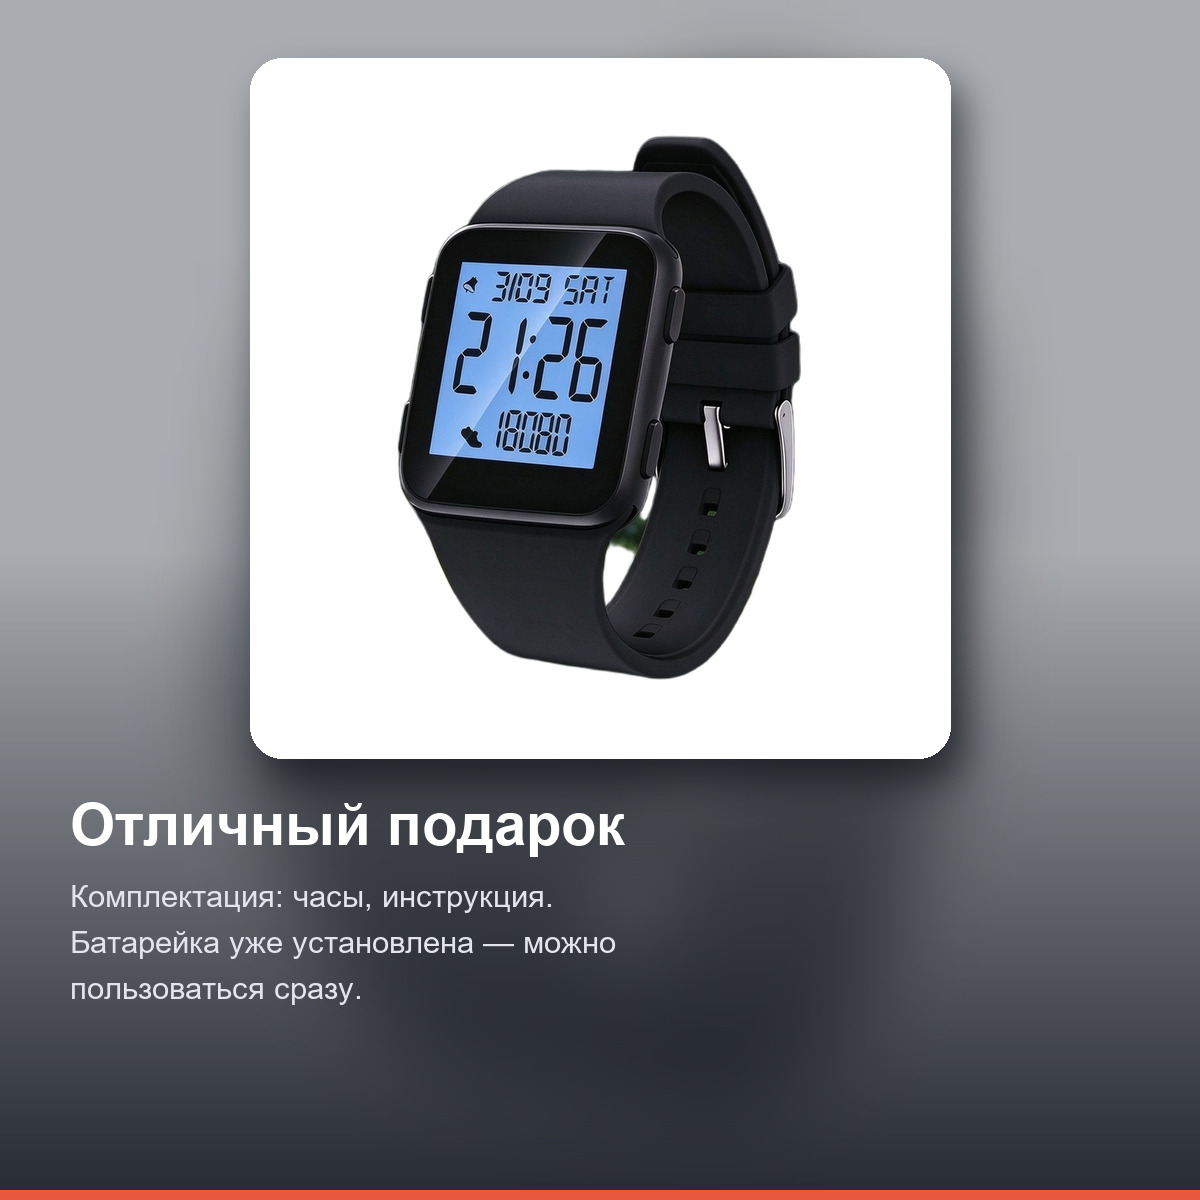 3109 SAT
21:26
18080
Отличный подарок
Комплектация: часы, инструкция.
Батарейка уже установлена — можно
пользоваться сразу.